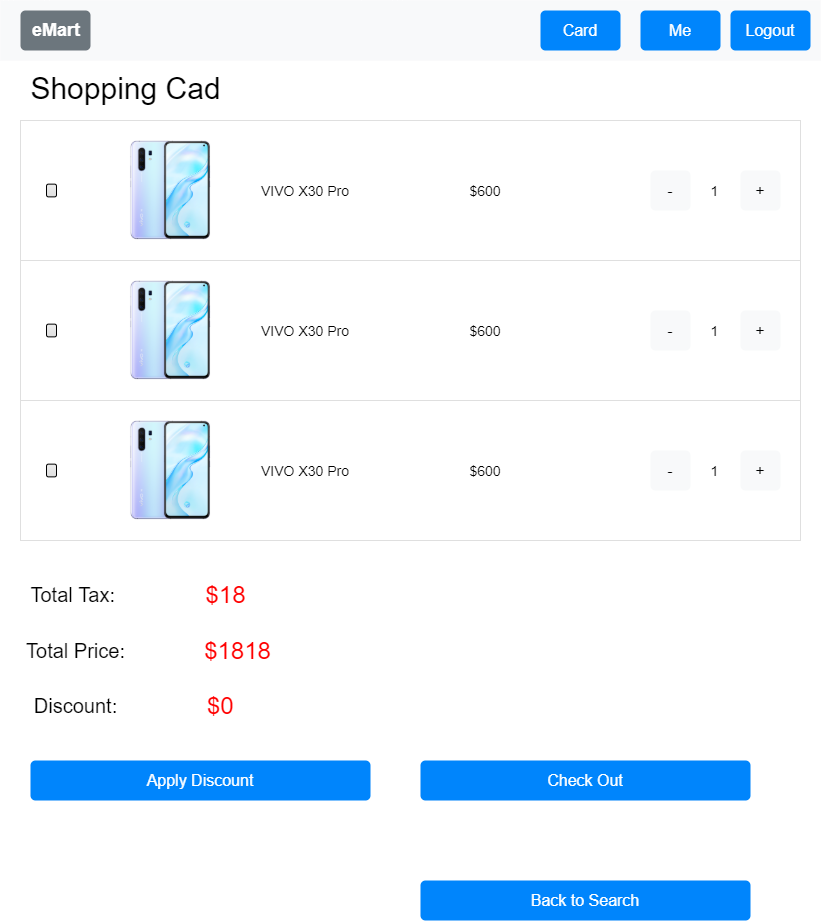 eMart Card Me Logout
Shopping Cad
VIVO X30 Pro $600 - 1 +
VIVO X30 Pro $600 - 1 +
VIVO X30 Pro $600 - 1 +
Total Tax: $18
Total Price: $1818
Discount: $0
Apply Discount Check Out
Back to Search